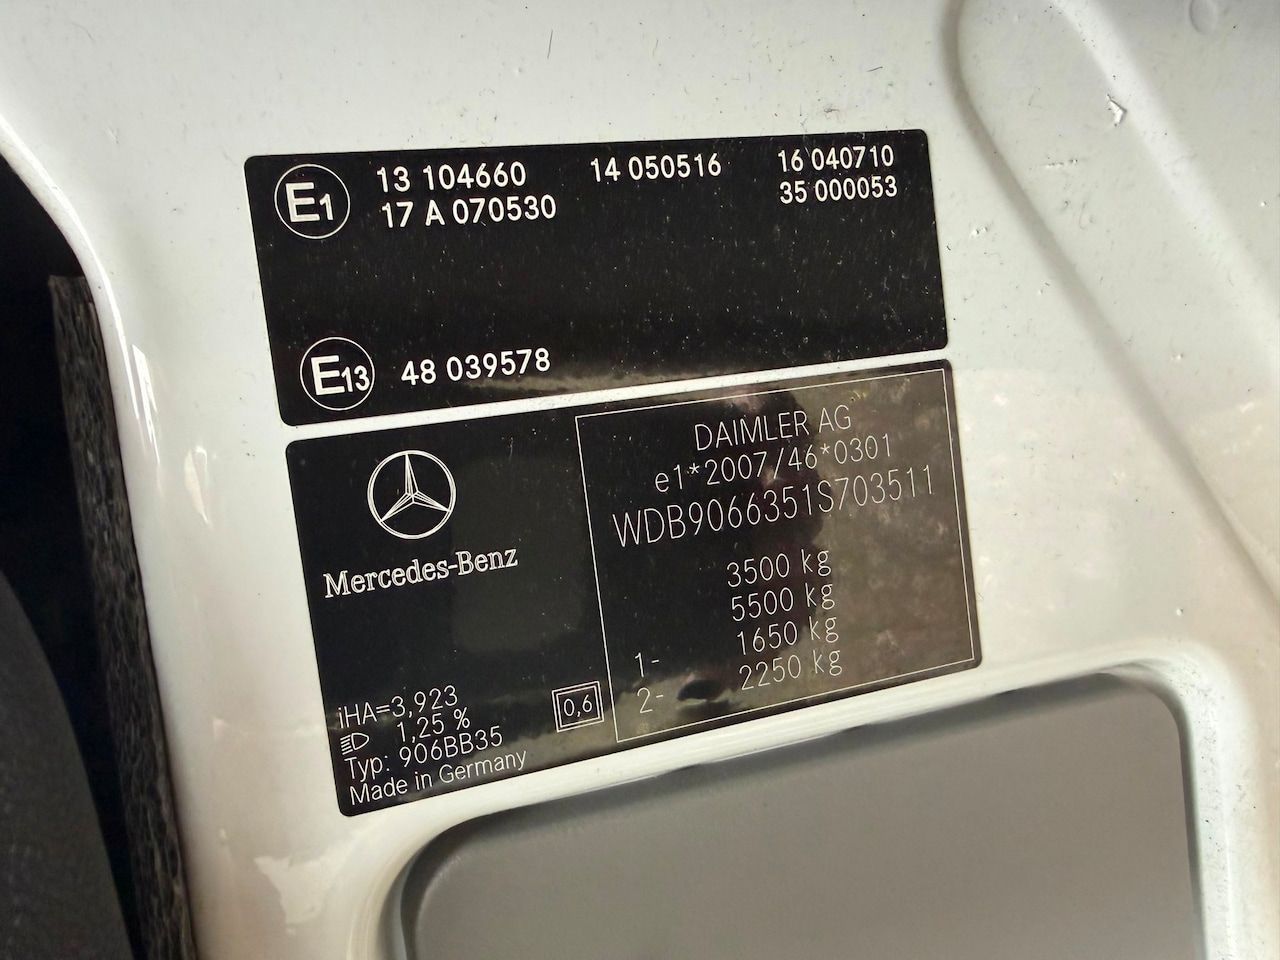 E1 13 104660 14 050516 16 040710
17 A 070530 35 000053
E13 48 039578
DAIMLER AG
e1*2007/46*0301
WDB9066351S703511
Mercedes-Benz
3500 kg
5500 kg
1- 1650 kg
2- 2250 kg
iHA=3,923
1,25 %
0,6
Typ: 906BB35
Made in Germany